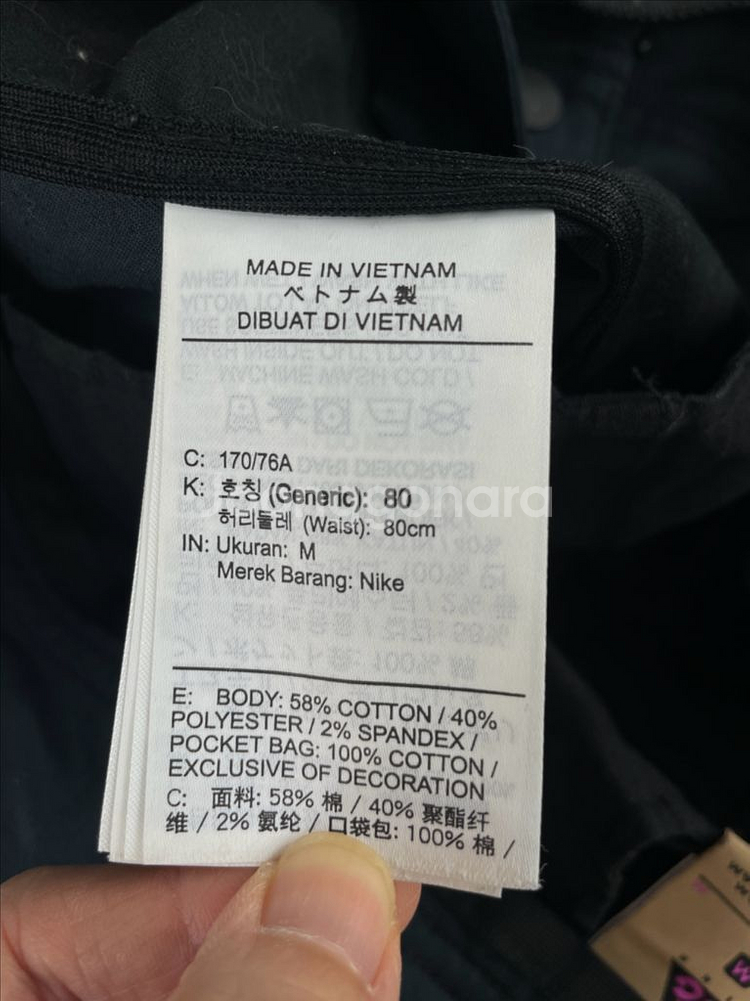 MADE IN VIETNAM
ベトナム製
DIBUAT DI VIETNAM
C: 170/76A
K: 호칭 (Generic): 80
허리둘레 (Waist): 80cm
IN: Ukuran: M
Merek Barang: Nike
E: BODY: 58% COTTON / 40%
POLYESTER / 2% SPANDEX /
POCKET BAG: 100% COTTON /
EXCLUSIVE OF DECORATION
C: 面料: 58% 棉 / 40% 聚酯纤
维 / 2% 氨纶 / 口袋包: 100% 棉 /